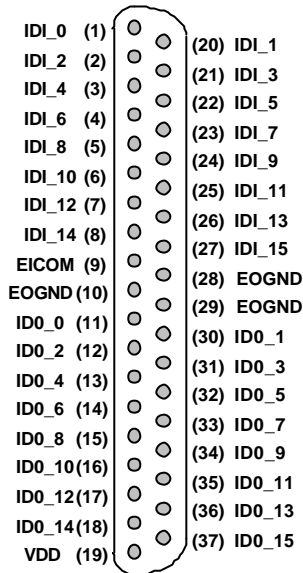 IDI_0 (1)
(20) IDI_1
IDI_2 (2)
(21) IDI_3
IDI_4 (3)
(22) IDI_5
IDI_6 (4)
(23) IDI_7
IDI_8 (5)
(24) IDI_9
IDI_10 (6)
(25) IDI_11
IDI_12 (7)
(26) IDI_13
IDI_14 (8)
(27) IDI_15
EICOM (9)
(28) EOGND
EOGND (10)
(29) EOGND
ID0_0 (11)
(30) ID0_1
ID0_2 (12)
(31) ID0_3
ID0_4 (13)
(32) ID0_5
ID0_6 (14)
(33) ID0_7
ID0_8 (15)
(34) ID0_9
ID0_10 (16)
(35) ID0_11
ID0_12 (17)
(36) ID0_13
ID0_14 (18)
(37) ID0_15
VDD (19)